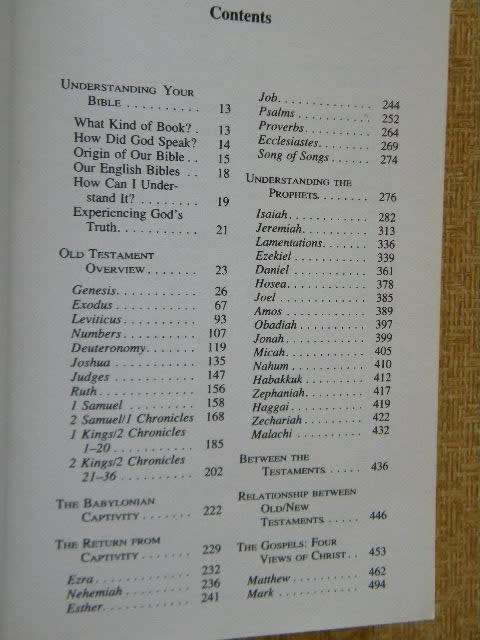 Contents
UNDERSTANDING YOUR
BIBLE . . . . . . . . . . 13
What Kind of Book? . 13
How Did God Speak? 14
Origin of Our Bible . . 15
Our English Bibles . . 18
How Can I Under-
stand It? . . . . . . . . . 19
Experiencing God's
Truth. . . . . . . . . . . 21
OLD TESTAMENT
OVERVIEW . . . . . . . 23
Genesis. . . . . . . . . . . 26
Exodus . . . . . . . . . . . 67
Leviticus . . . . . . . . . . 93
Numbers . . . . . . . . . . 107
Deuteronomy. . . . . . . 119
Joshua . . . . . . . . . . . 135
Judges . . . . . . . . . . . 147
Ruth. . . . . . . . . . . . . 156
1 Samuel . . . . . . . . . 158
2 Samuel/1 Chronicles 168
1 Kings/2 Chronicles
1–20 . . . . . . . . . . . 185
2 Kings/2 Chronicles
21–36 . . . . . . . . . . 202
THE BABYLONIAN
CAPTIVITY . . . . . . . 222
THE RETURN FROM
CAPTIVITY . . . . . . . 229
Ezra . . . . . . . . . . . . . 232
Nehemiah . . . . . . . . . 236
Esther. . . . . . . . . . . . 241
Job. . . . . . . . . . . . . . 244
Psalms . . . . . . . . . . . 252
Proverbs . . . . . . . . . . 264
Ecclesiastes. . . . . . . . 269
Song of Songs . . . . . . 274
UNDERSTANDING THE
PROPHETS. . . . . . . . 276
Isaiah. . . . . . . . . . . . 282
Jeremiah. . . . . . . . . . 313
Lamentations. . . . . . . 336
Ezekiel . . . . . . . . . . . 339
Daniel . . . . . . . . . . . 361
Hosea. . . . . . . . . . . . 378
Joel . . . . . . . . . . . . . 385
Amos . . . . . . . . . . . . 389
Obadiah . . . . . . . . . . 397
Jonah . . . . . . . . . . . . 399
Micah. . . . . . . . . . . . 405
Nahum . . . . . . . . . . . 410
Habakkuk . . . . . . . . . 412
Zephaniah. . . . . . . . . 417
Haggai . . . . . . . . . . . 419
Zechariah . . . . . . . . . 422
Malachi . . . . . . . . . . 432
BETWEEN THE
TESTAMENTS. . . . . . 436
RELATIONSHIP BETWEEN
OLD/NEW
TESTAMENTS. . . . . . 446
THE GOSPELS: FOUR
VIEWS OF CHRIST . . 453
Matthew . . . . . . . . . . 462
Mark . . . . . . . . . . . . 494